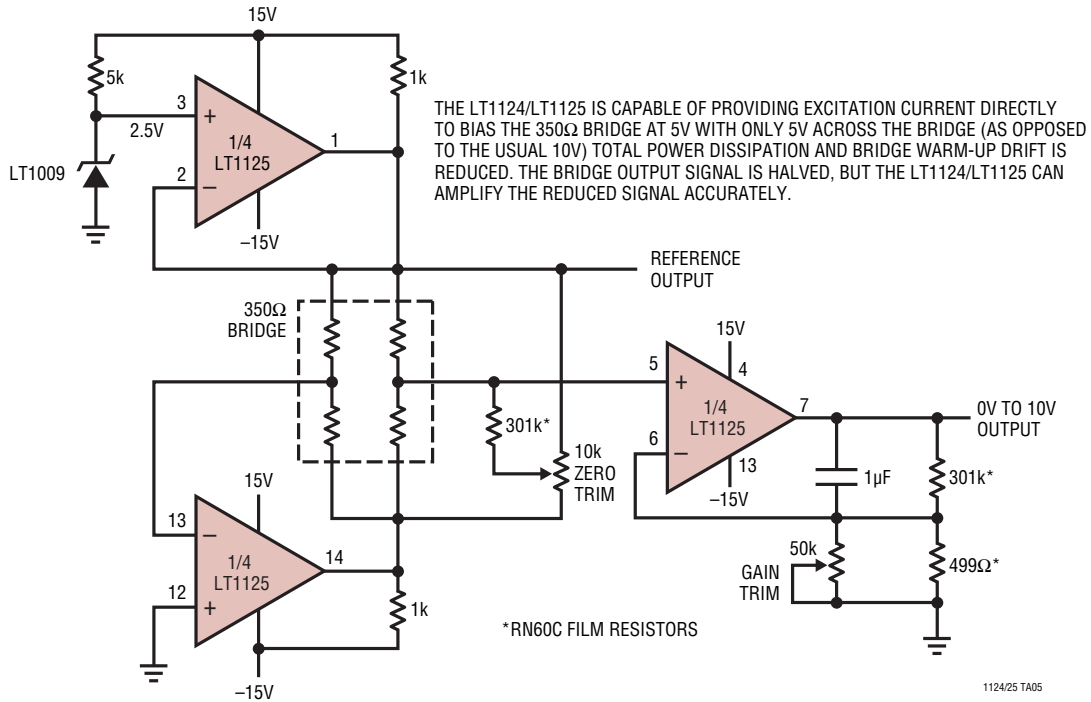 15V
5k
1k
3
+
2.5V
1/4
LT1125
1
LT1009
2
–
–15V
THE LT1124/LT1125 IS CAPABLE OF PROVIDING EXCITATION CURRENT DIRECTLY
TO BIAS THE 350Ω BRIDGE AT 5V WITH ONLY 5V ACROSS THE BRIDGE (AS OPPOSED
TO THE USUAL 10V) TOTAL POWER DISSIPATION AND BRIDGE WARM-UP DRIFT IS
REDUCED. THE BRIDGE OUTPUT SIGNAL IS HALVED, BUT THE LT1124/LT1125 CAN
AMPLIFY THE REDUCED SIGNAL ACCURATELY.
REFERENCE
OUTPUT
350Ω
BRIDGE
301k*
10k
ZERO
TRIM
15V
5
+
4
1/4
LT1125
7
6
–
13
–15V
0V TO 10V
OUTPUT
1µF
301k*
50k
GAIN
TRIM
499Ω*
15V
13
–
1/4
LT1125
14
12
+
1k
–15V
*RN60C FILM RESISTORS
1124/25 TA05